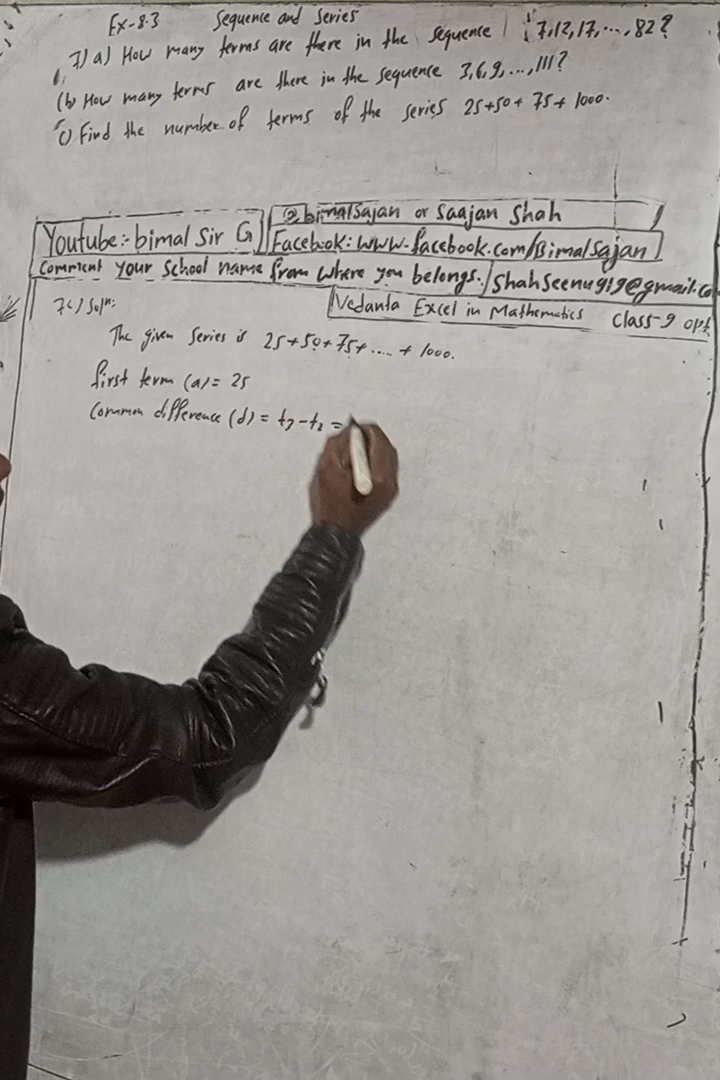 Ex-8.3 Sequence and Series
7) a) How many terms are there in the sequence 7,12,17,...,82?
(b) How many terms are there in the sequence 3,6,9,...,111?
c) Find the number of terms of the series 25+50+75+1000.
@bimalsajan or Saajan Shah
Youtube:- bimal Sir G
Facebook: www.facebook.com/Bimalsajan
Comment your School name from where you belongs./shahseenu919@gmail.co
Vedanta Excel in Mathematics Class-9 opt
7c) Solⁿ:
The given series is 25+50+75+.....+1000.
first term (a) = 25
Common difference (d) = t₂-t₁ =